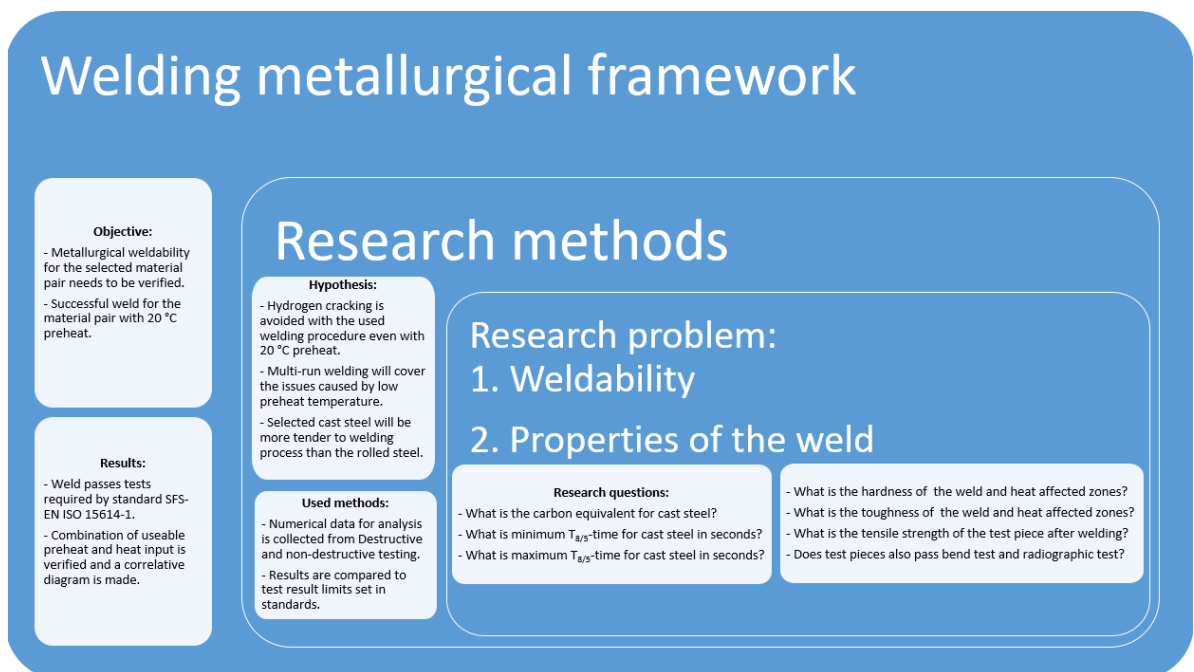 Welding metallurgical framework
Objective:
- Metallurgical weldability
for the selected material
pair needs to be verified.
- Successful weld for the
material pair with 20 °C
preheat.
Results:
- Weld passes tests
required by standard SFS-
EN ISO 15614-1.
- Combination of useable
preheat and heat input is
verified and a correlative
diagram is made.
Research methods
Hypothesis:
- Hydrogen cracking is
avoided with the used
welding procedure even with
20 °C preheat.
- Multi-run welding will cover
the issues caused by low
preheat temperature.
- Selected cast steel will be
more tender to welding
process than the rolled steel.
Used methods:
- Numerical data for analysis
is collected from Destructive
and non-destructive testing.
- Results are compared to
test result limits set in
standards.
Research problem:
1. Weldability
2. Properties of the weld
Research questions:
- What is the carbon equivalent for cast steel?
- What is minimum T8/5-time for cast steel in seconds?
- What is maximum T8/5-time for cast steel in seconds?
- What is the hardness of the weld and heat affected zones?
- What is the toughness of the weld and heat affected zones?
- What is the tensile strength of the test piece after welding?
- Does test pieces also pass bend test and radiographic test?